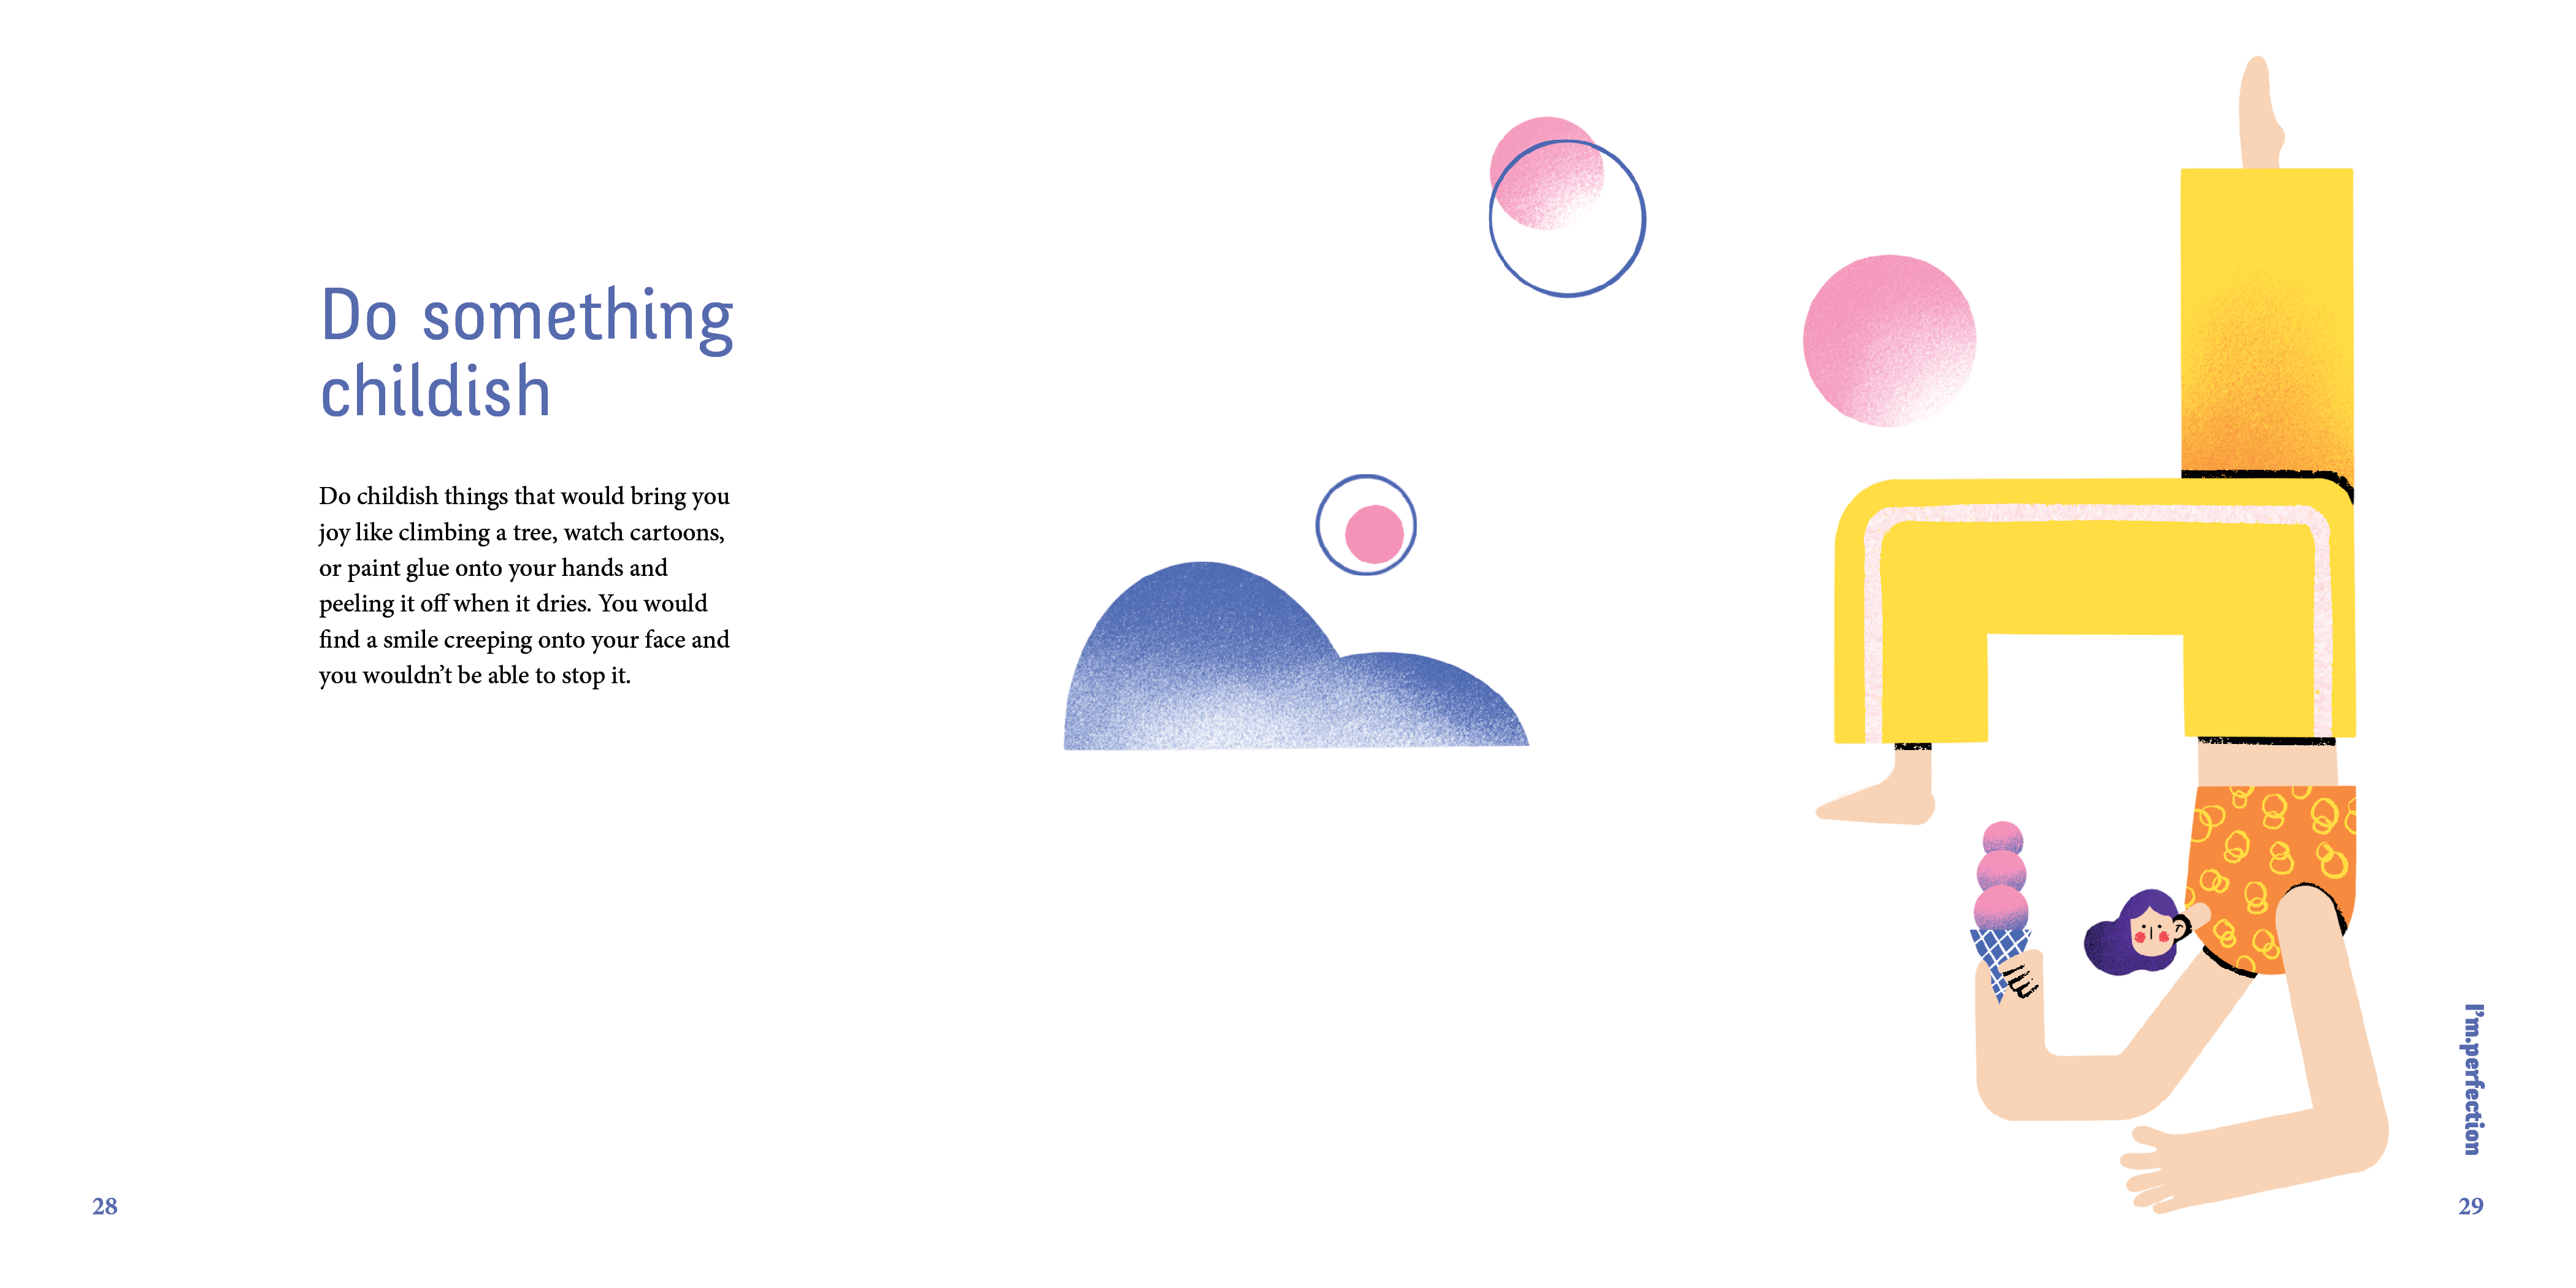 Do something
childish
Do childish things that would bring you
joy like climbing a tree, watch cartoons,
or paint glue onto your hands and
peeling it off when it dries. You would
find a smile creeping onto your face and
you wouldn’t be able to stop it.
28
I’m.perfection
29